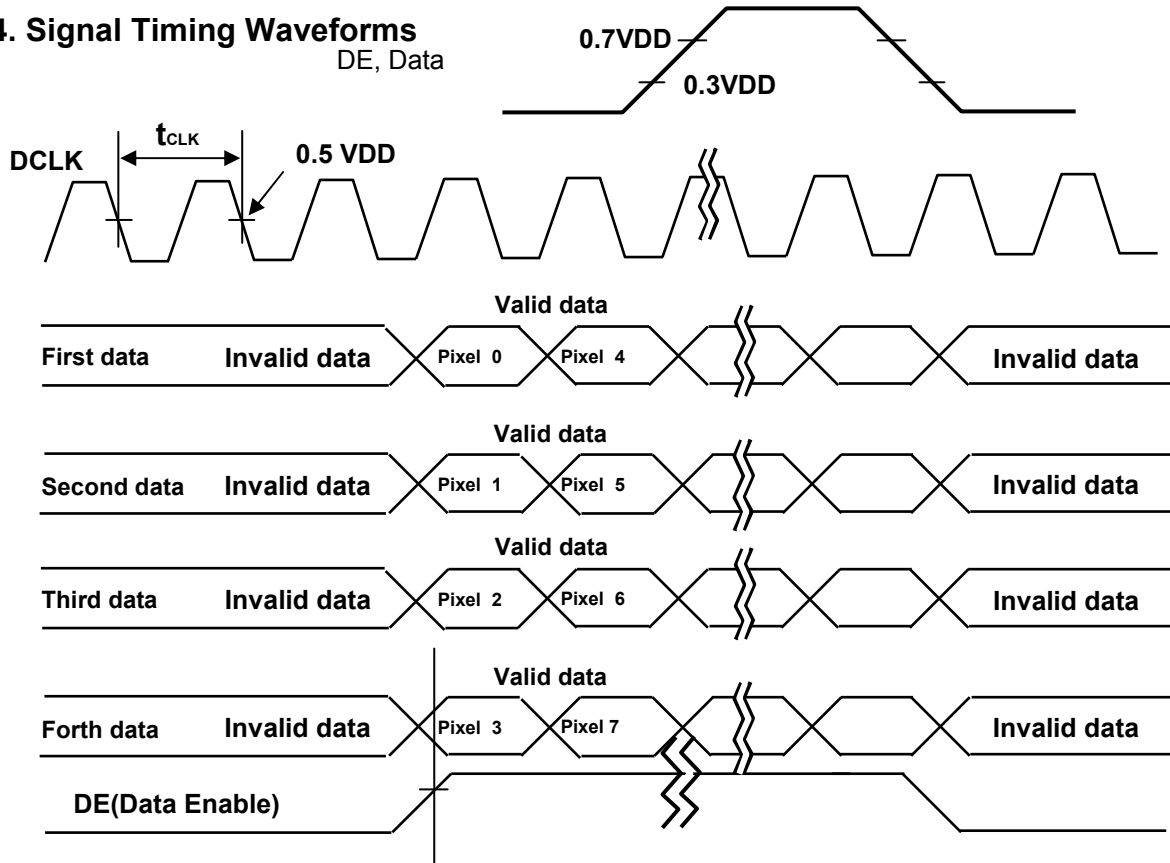 4. Signal Timing Waveforms
DE, Data
0.7VDD
0.3VDD
DCLK
tCLK
0.5 VDD
Valid data
First data Invalid data Pixel 0 Pixel 4 Invalid data
Valid data
Second data Invalid data Pixel 1 Pixel 5 Invalid data
Valid data
Third data Invalid data Pixel 2 Pixel 6 Invalid data
Valid data
Forth data Invalid data Pixel 3 Pixel 7 Invalid data
DE(Data Enable)